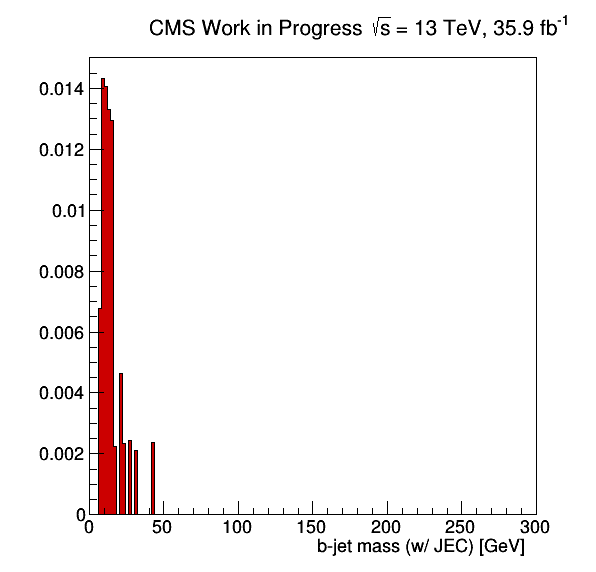 CMS Work in Progress √s = 13 TeV, 35.9 fb⁻¹
0.014
0.012
0.01
0.008
0.006
0.004
0.002
0
0 50 100 150 200 250 300
b-jet mass (w/ JEC) [GeV]